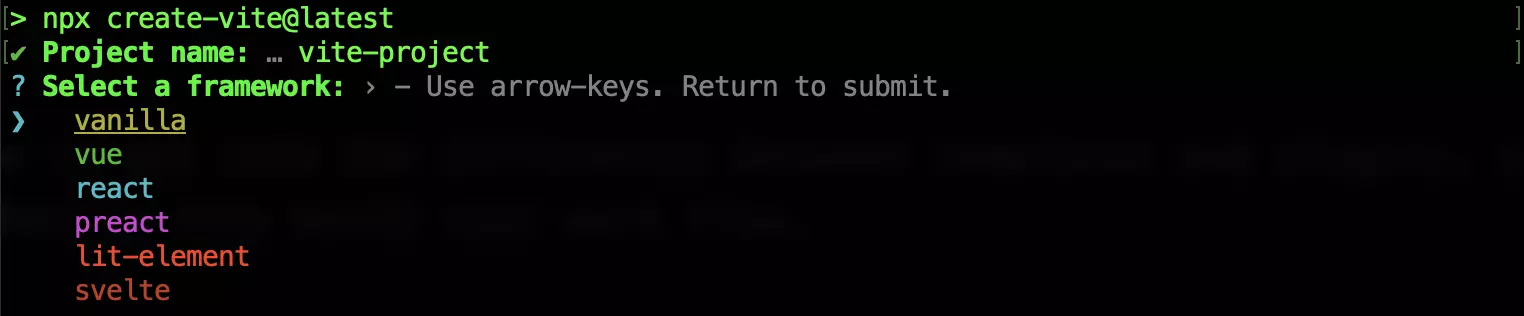 > npx create-vite@latest
✔ Project name: … vite-project
? Select a framework: › - Use arrow-keys. Return to submit.
❯ vanilla
vue
react
preact
lit-element
svelte